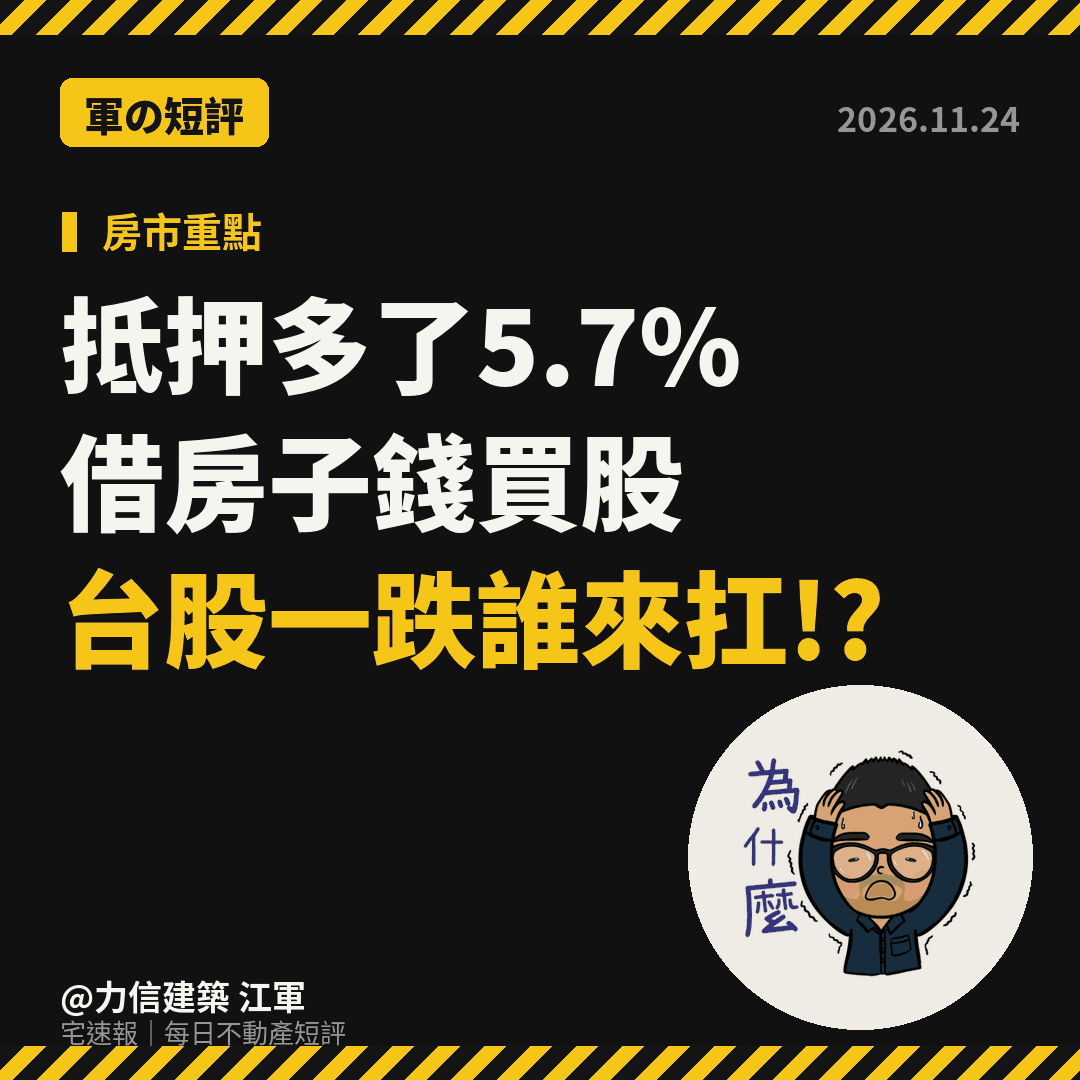 軍の短評
2026.11.24
房市重點
抵押多了5.7%
借房子錢買股
台股一跌誰來扛!?
為什麼
@力信建築 江軍
宅速報｜每日不動產短評